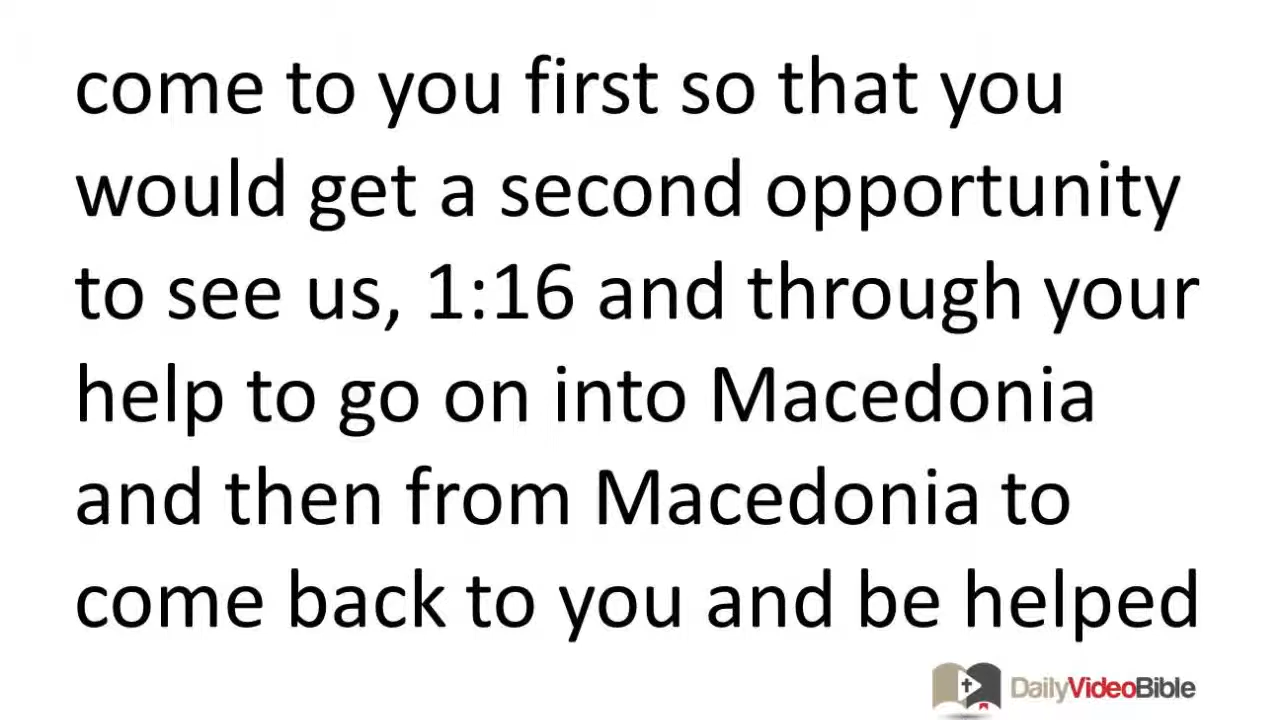 come to you first so that you
would get a second opportunity
to see us, 1:16 and through your
help to go on into Macedonia
and then from Macedonia to
come back to you and be helped
DailyVideoBible